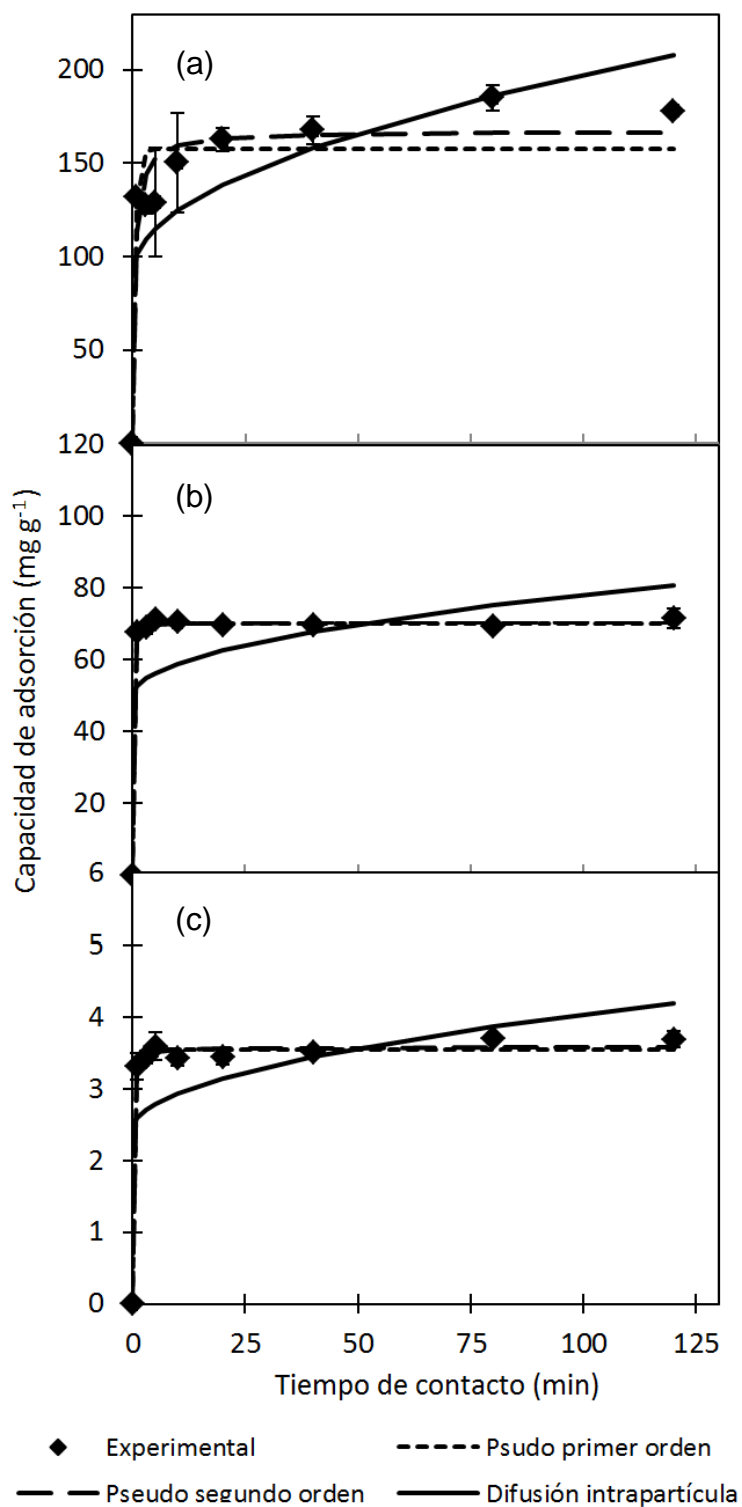 (a)
200
150
100
50
120
(b)
100
80
60
40
20
6
(c)
5
4
3
2
1
0
Capacidad de adsorción (mg g⁻¹)
0 25 50 75 100 125
Tiempo de contacto (min)
Experimental
Psudo primer orden
Pseudo segundo orden
Difusión intrapartícula